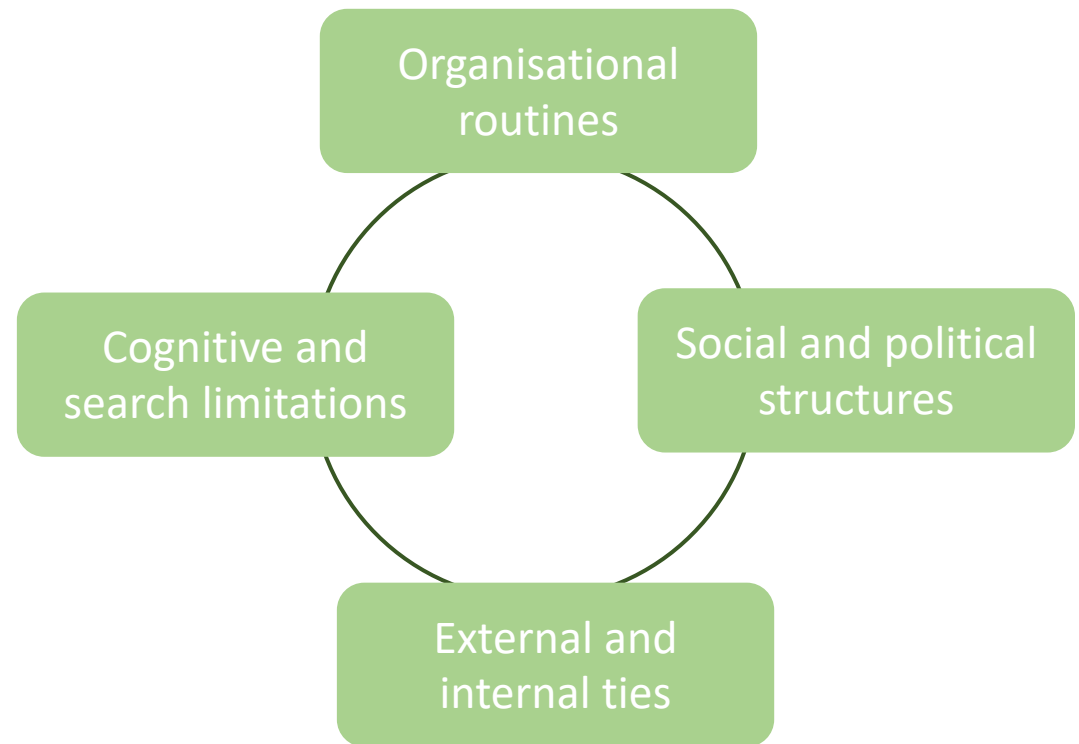 Organisational
routines
Cognitive and
search limitations
Social and political
structures
External and
internal ties